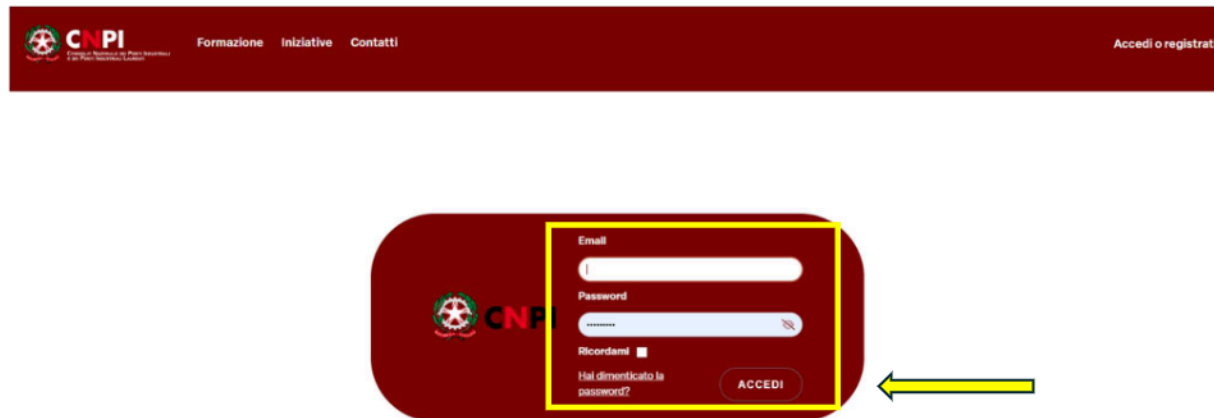 CNPI
Formazione Iniziative Contatti
Accedi o registrat
Email
Password
CNPI
Ricordami
Hai dimenticato la
password?
ACCEDI